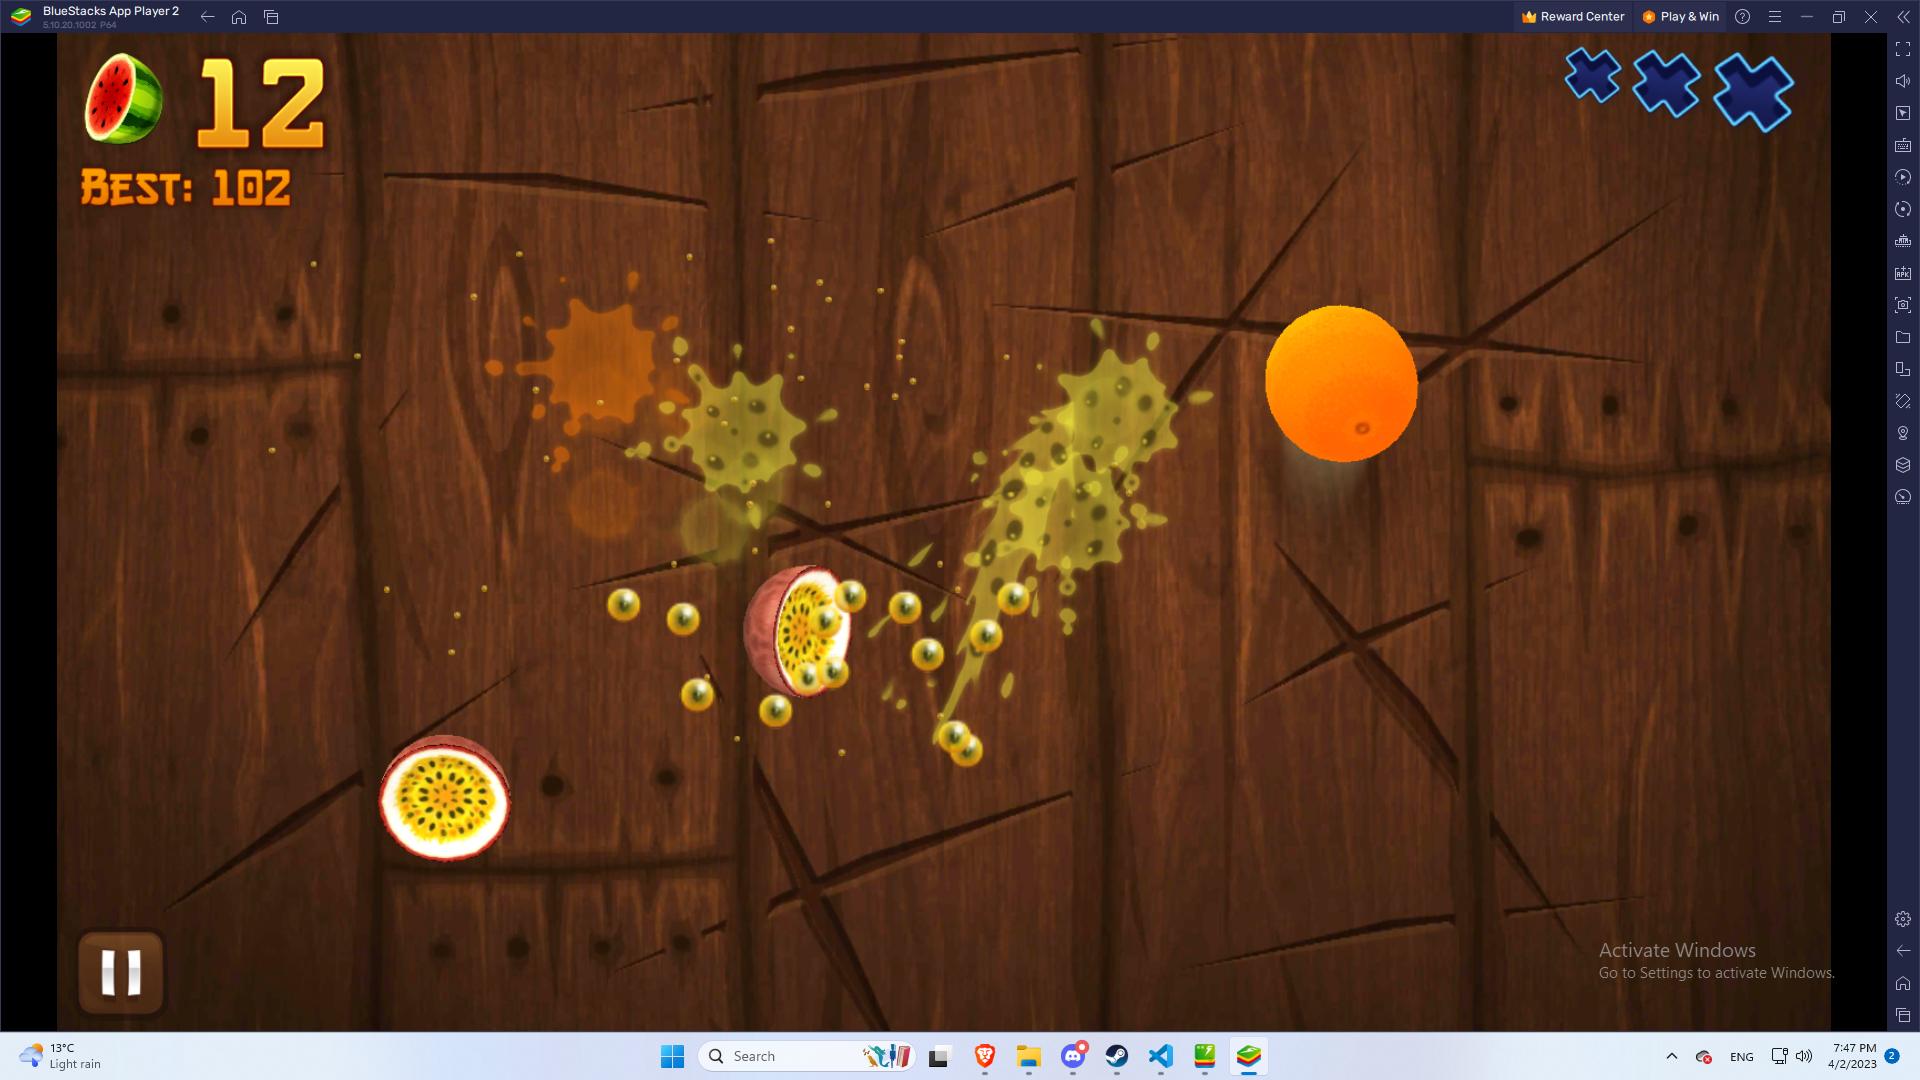 BlueStacks App Player 2
5.10.20.1002 P64
Reward Center
Play & Win
12
BEST: 102
Activate Windows
Go to Settings to activate Windows.
13°C
Light rain
Search
ENG
7:47 PM
4/2/2023
2